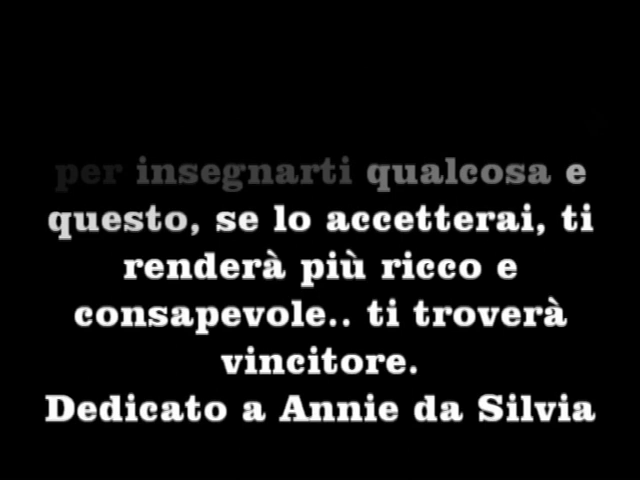 per insegnarti qualcosa e
questo, se lo accetterai, ti
renderà più ricco e
consapevole.. ti troverà
vincitore.
Dedicato a Annie da Silvia